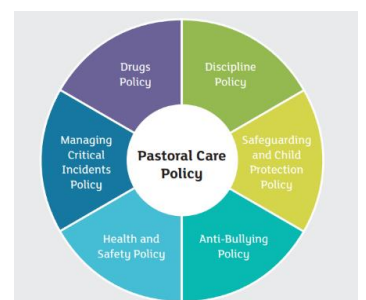 Drugs
Policy
Discipline
Policy
Managing
Critical
Incidents
Policy
Pastoral Care
Policy
Safeguarding
and Child
Protection
Policy
Health and
Safety Policy
Anti-Bullying
Policy